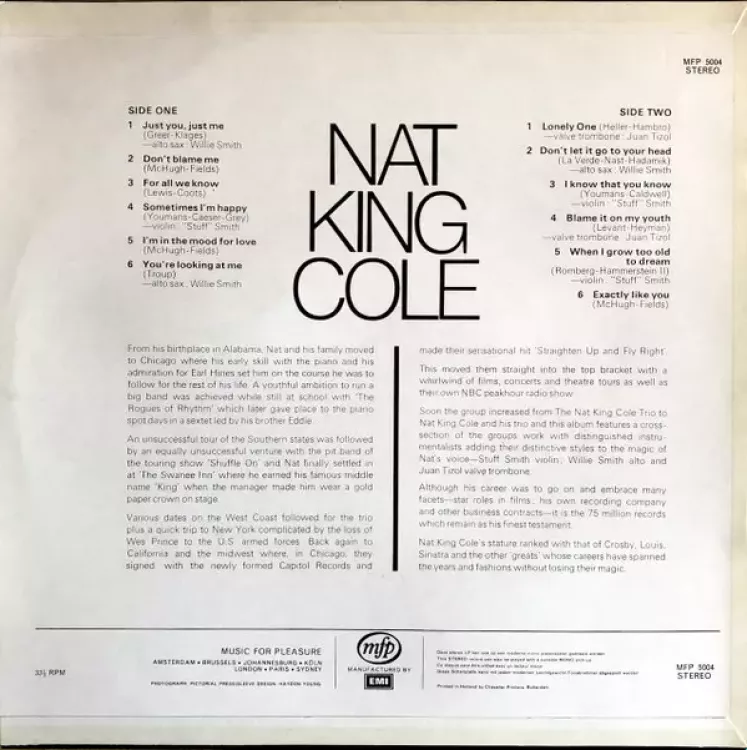 MFP 5004
STEREO
SIDE ONE
1 Just you, just me
(Greer-Klages)
—alto sax: Willie Smith
2 Don't blame me
(McHugh-Fields)
3 For all we know
(Lewis-Coots)
4 Sometimes I'm happy
(Youmans-Caeser-Grey)
—violin: "Stuff" Smith
5 I'm in the mood for love
(McHugh-Fields)
6 You're looking at me
(Troup)
—alto sax: Willie Smith
NAT
KING
COLE
SIDE TWO
1 Lonely One (Heller-Hambro)
—valve trombone: Juan Tizol
2 Don't let it go to your head
(La Verde-Nast-Hadamik)
—alto sax: Willie Smith
3 I know that you know
(Youmans-Caldwell)
—violin: "Stuff" Smith
4 Blame it on my youth
(Levant-Heyman)
—valve trombone: Juan Tizol
5 When I grow too old
to dream
(Romberg-Hammerstein II)
—violin: "Stuff" Smith
6 Exactly like you
(McHugh-Fields)
From his birthplace in Alabama, Nat and his family moved
to Chicago where his early skill with the piano and his
admiration for Earl Hines set him on the course he was to
follow for the rest of his life. A youthful ambition to run a
big band was achieved while still at school with 'The
Rogues of Rhythm' which later gave place to the piano
spot days in a sextet led by his brother Eddie.
An unsuccessful tour of the Southern states was followed
by an equally unsuccessful venture with the pit band of
the touring show 'Shuffle On' and Nat finally settled in
at 'The Swanee Inn' where he earned his famous middle
name 'King' when the manager made him wear a gold
paper crown on stage.
Various dates on the West Coast followed for the trio
plus a quick trip to New York complicated by the loss of
Wes Prince to the U.S. armed forces. Back again to
California and the midwest where, in Chicago, they
signed with the newly formed Capitol Records and
made their sensational hit 'Straighten Up and Fly Right'.
This moved them straight into the top bracket with a
whirlwind of films, concerts and theatre tours as well as
their own NBC peakhour radio show.
Soon the group increased from The Nat King Cole Trio to
Nat King Cole and his trio and this album features a cross-
section of the groups work with distinguished instru-
mentalists adding their distinctive styles to the magic of
Nat's voice—Stuff Smith violin; Willie Smith alto and
Juan Tizol valve trombone.
Although his career was to go on and embrace many
facets—star roles in films; his own recording company
and other business contracts—it is the 75 million records
which remain as his finest testament.
Nat King Cole's stature ranked with that of Crosby, Louis,
Sinatra and the other 'greats' whose careers have spanned
the years and fashions without losing their magic.
33⅓ RPM
MUSIC FOR PLEASURE
AMSTERDAM • BRUSSELS • JOHANNESBURG • KÖLN
LONDON • PARIS • SYDNEY
PHOTOGRAPH: PICTORIAL PRESS SLEEVE DESIGN: HAYDON YOUNG
mfp
MANUFACTURED BY
EMI
This STEREO record can also be played with a suitable MONO pick-up.
Printed in Holland by
MFP 5004
STEREO